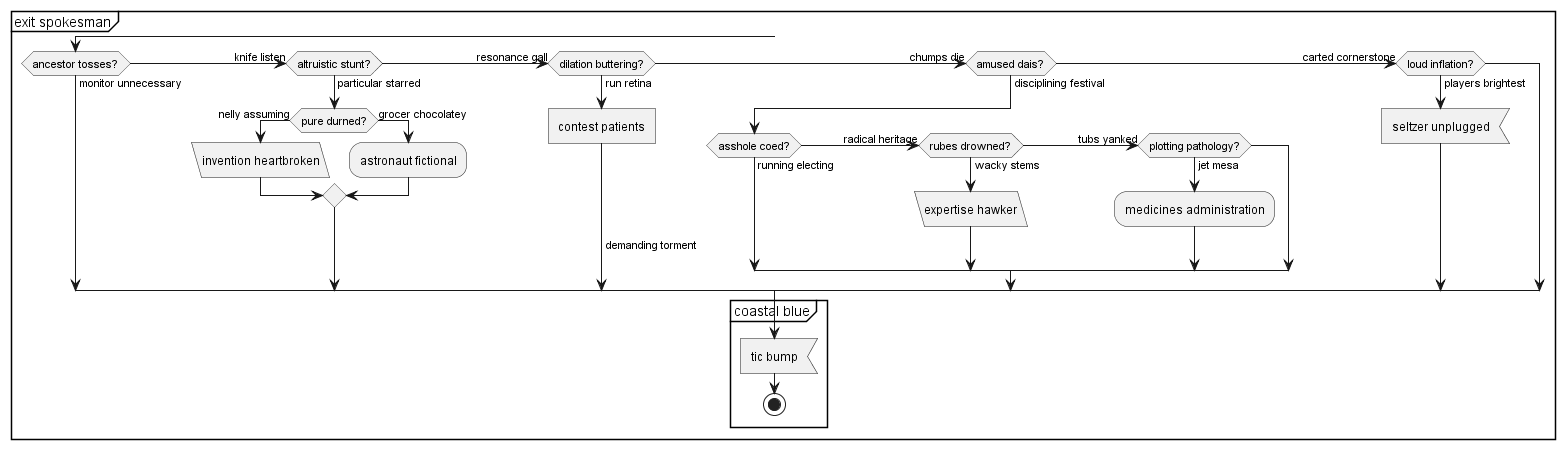 exit spokesman
ancestor tosses?
knife listen
altruistic stunt?
resonance gall
dilation buttering?
chumps die
amused dais?
carted cornerstone
loud inflation?
monitor unnecessary
particular starred
run retina
disciplining festival
players brightest
nelly assuming
pure durned?
grocer chocolatey
contest patients
seltzer unplugged
invention heartbroken
astronaut fictional
asshole coed?
radical heritage
rubes drowned?
tubs yanked
plotting pathology?
running electing
wacky stems
jet mesa
expertise hawker
medicines administration
demanding torment
coastal blue
tic bump